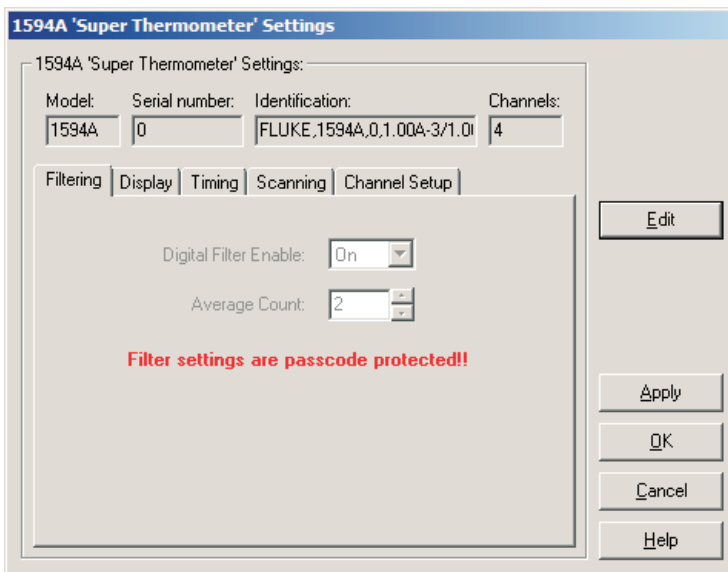 1594A 'Super Thermometer' Settings
1594A 'Super Thermometer' Settings:
Model: Serial number: Identification: Channels:
1594A 0 FLUKE,1594A,0,1.00A-3/1.0 4
Filtering Display Timing Scanning Channel Setup
Edit
Digital Filter Enable: On
Average Count: 2
Filter settings are passcode protected!!
Apply
OK
Cancel
Help